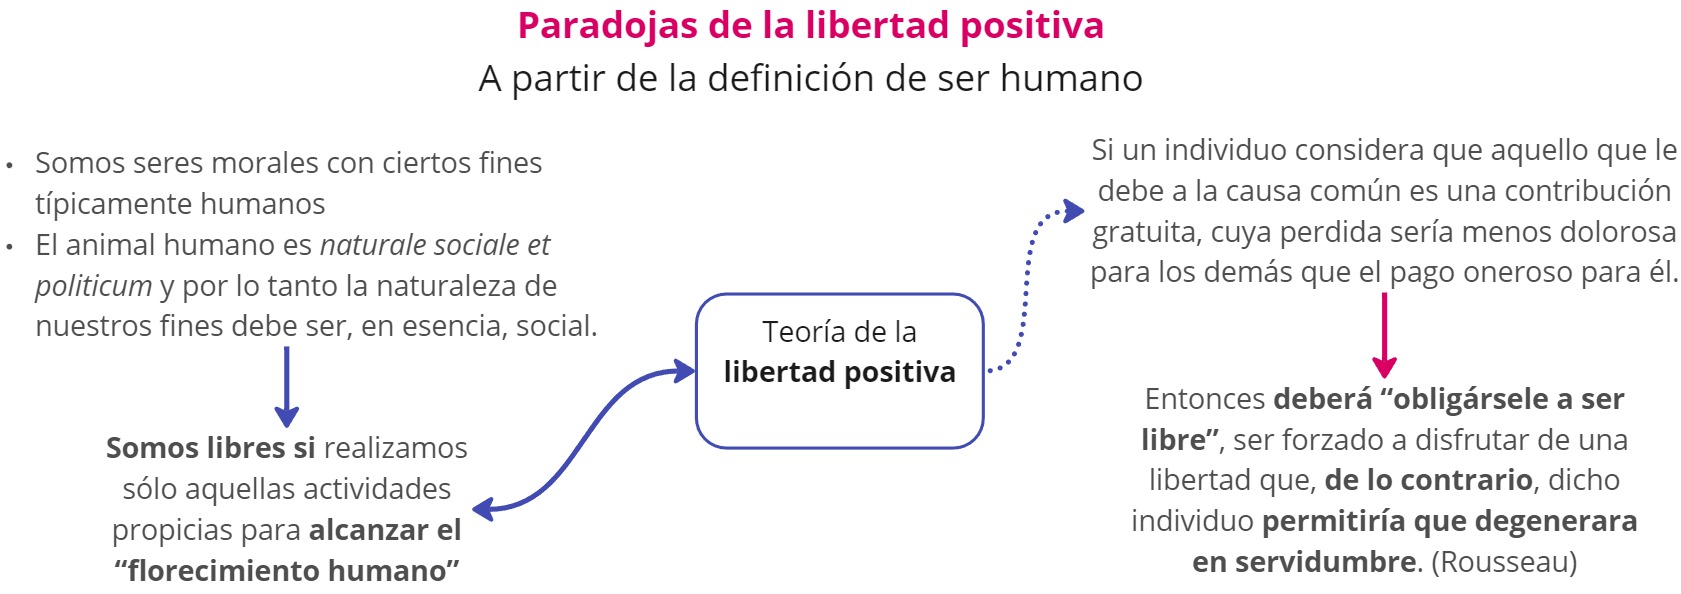 Paradojas de la libertad positiva
A partir de la definición de ser humano
• Somos seres morales con ciertos fines
típicamente humanos
• El animal humano es naturale sociale et
politicum y por lo tanto la naturaleza de
nuestros fines debe ser, en esencia, social.
Somos libres si realizamos
sólo aquellas actividades
propicias para alcanzar el
“florecimiento humano”
Teoría de la
libertad positiva
Si un individuo considera que aquello que le
debe a la causa común es una contribución
gratuita, cuya perdida sería menos dolorosa
para los demás que el pago oneroso para él.
Entonces deberá “obligársele a ser
libre”, ser forzado a disfrutar de una
libertad que, de lo contrario, dicho
individuo permitiría que degenerara
en servidumbre. (Rousseau)